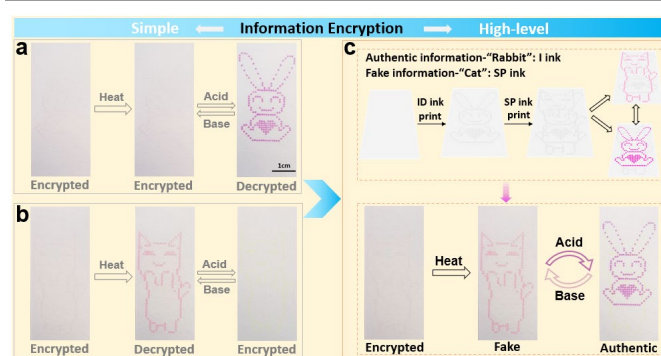 Simple Information Encryption High-level
a
Heat
Acid
Base
1cm
Encrypted Encrypted Decrypted
b
Heat
Acid
Base
Encrypted Decrypted Encrypted
c
Authentic information-“Rabbit”: I ink
Fake information-“Cat”: SP ink
ID ink
print
SP ink
print
Heat
Acid
Base
Encrypted Fake Authentic